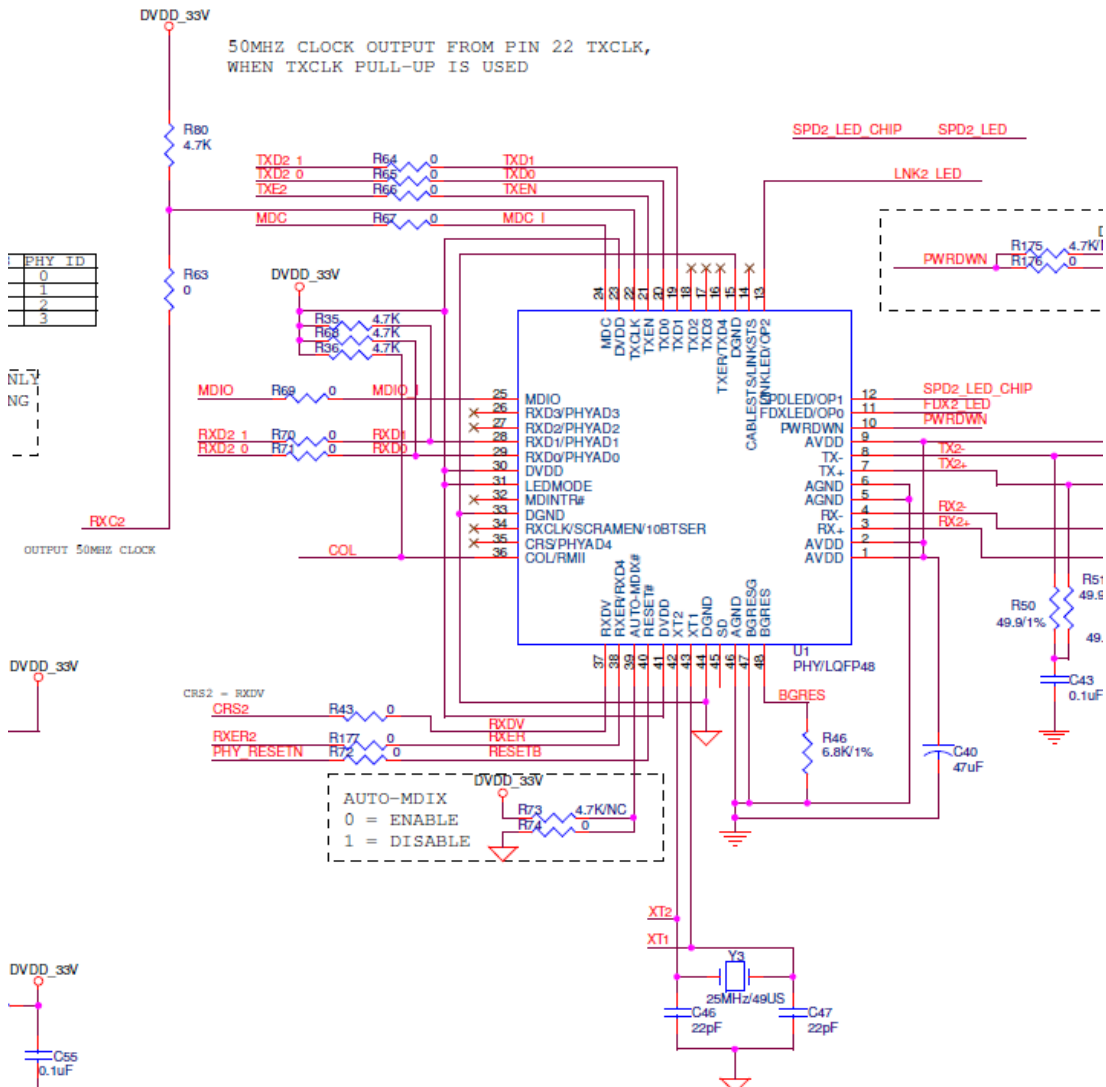 DVDD_33V
50MHZ CLOCK OUTPUT FROM PIN 22 TXCLK,
WHEN TXCLK PULL-UP IS USED
R80
4.7K
SPD2_LED_CHIP SPD2_LED
TXD2_1 R64 0 TXD1
TXD2_0 R65 0 TXD0
TXE2 R66 0 TXEN
LNK2_LED
MDC R67 0 MDC_I
PHY ID
0
1
2
3
R63
0
DVDD_33V
R175
PWRDWN R176 0
R35 4.7K
R68 4.7K
R36 4.7K
24 23 22 21 20 19 18 17 16 15 14 13
MDC
DVDD
TXCLK
TXEN
TXD0
TXD1
TXD2
TXD3
TXER/TXD4
DGND
CABLESTS/LINKSTS
LINKLED/OP2
NLY
NG
MDIO R69 0 MDIO_I 25 MDIO
26 RXD3/PHYAD3
27 RXD2/PHYAD2
RXD2_1 R70 0 RXD1 28 RXD1/PHYAD1
RXD2_0 R71 0 RXD0 29 RXD0/PHYAD0
30 DVDD
31 LEDMODE
32 MDINTR#
33 DGND
34 RXCLK/SCRAMEN/10BTSER
35 CRS/PHYAD4
COL 36 COL/RMII
SPDLED/OP1 12 SPD2_LED_CHIP
FDXLED/OP0 11 FDX2_LED
PWRDWN 10 PWRDWN
AVDD 9
TX- 8 TX2-
TX+ 7 TX2+
AGND 6
AGND 5
RX- 4 RX2-
RX+ 3 RX2+
AVDD 2
AVDD 1
RXC2
OUTPUT 50MHZ CLOCK
RXDV
RXER/RXD4
AUTO-MDIX#
RESET#
DVDD
XT2
XT1
DGND
SD
AGND
BGRESG
BGRES
37 38 39 40 41 42 43 44 45 46 47 48
U1
PHY/LQFP48
R50
49.9/1%
R51
49.9
49.
C43
0.1uF
DVDD_33V
CRS2 = RXDV
CRS2 R43 0 RXDV
RXER2 R177 0 RXER
PHY_RESETN R72 0 RESETB
BGRES
R46
6.8K/1%
C40
47uF
DVDD_33V
AUTO-MDIX
0 = ENABLE
1 = DISABLE
R73 4.7K/NC
R74 0
XT2
XT1
Y3
25MHz/49US
C46
22pF
C47
22pF
DVDD_33V
C55
0.1uF